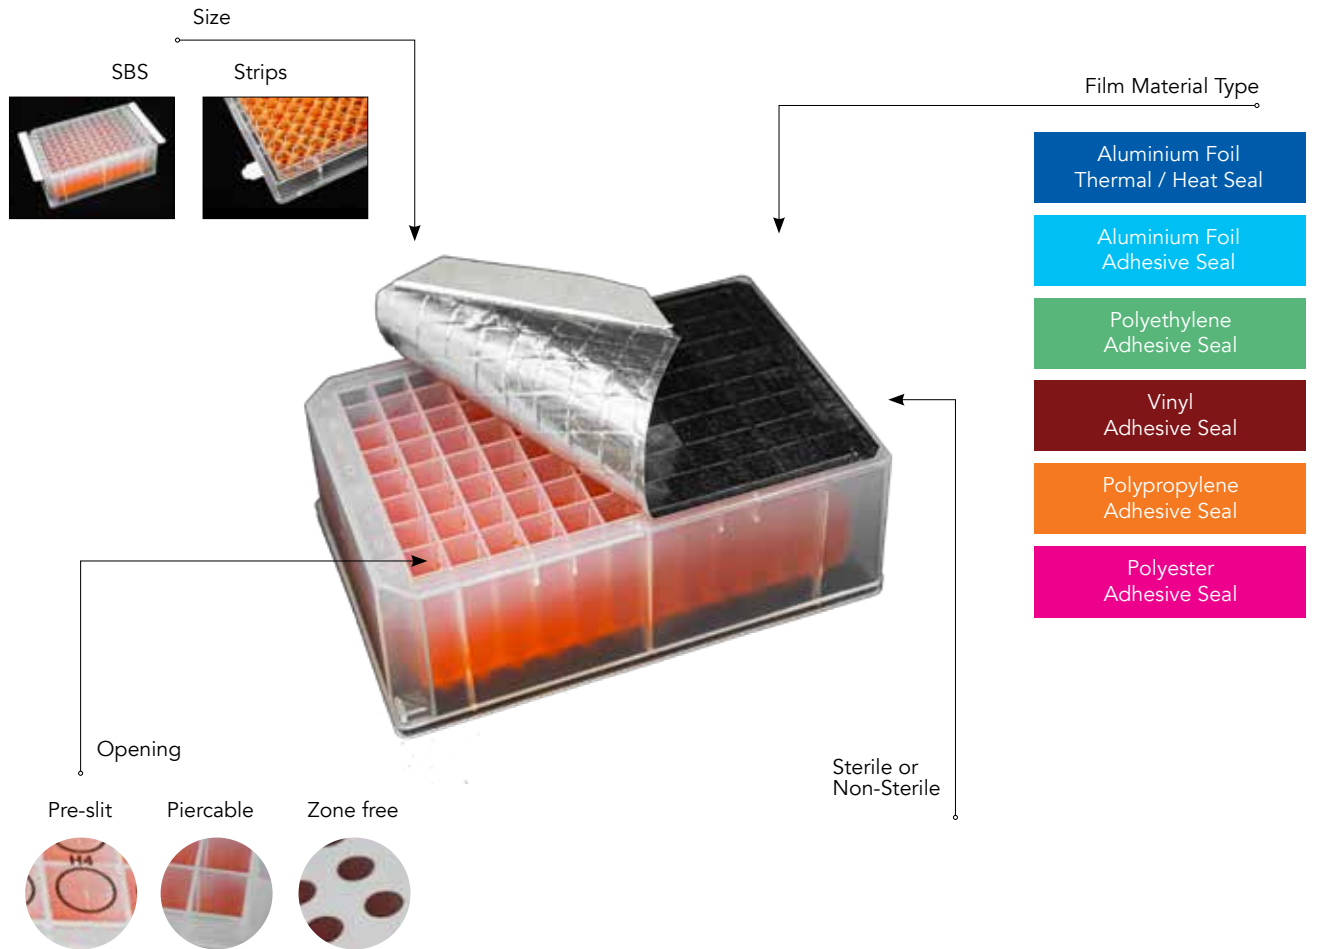 Size
SBS
Strips
Film Material Type
Aluminium Foil
Thermal / Heat Seal
Aluminium Foil
Adhesive Seal
Polyethylene
Adhesive Seal
Vinyl
Adhesive Seal
Polypropylene
Adhesive Seal
Polyester
Adhesive Seal
Opening
Sterile or
Non-Sterile
Pre-slit
Piercable
Zone free
H4